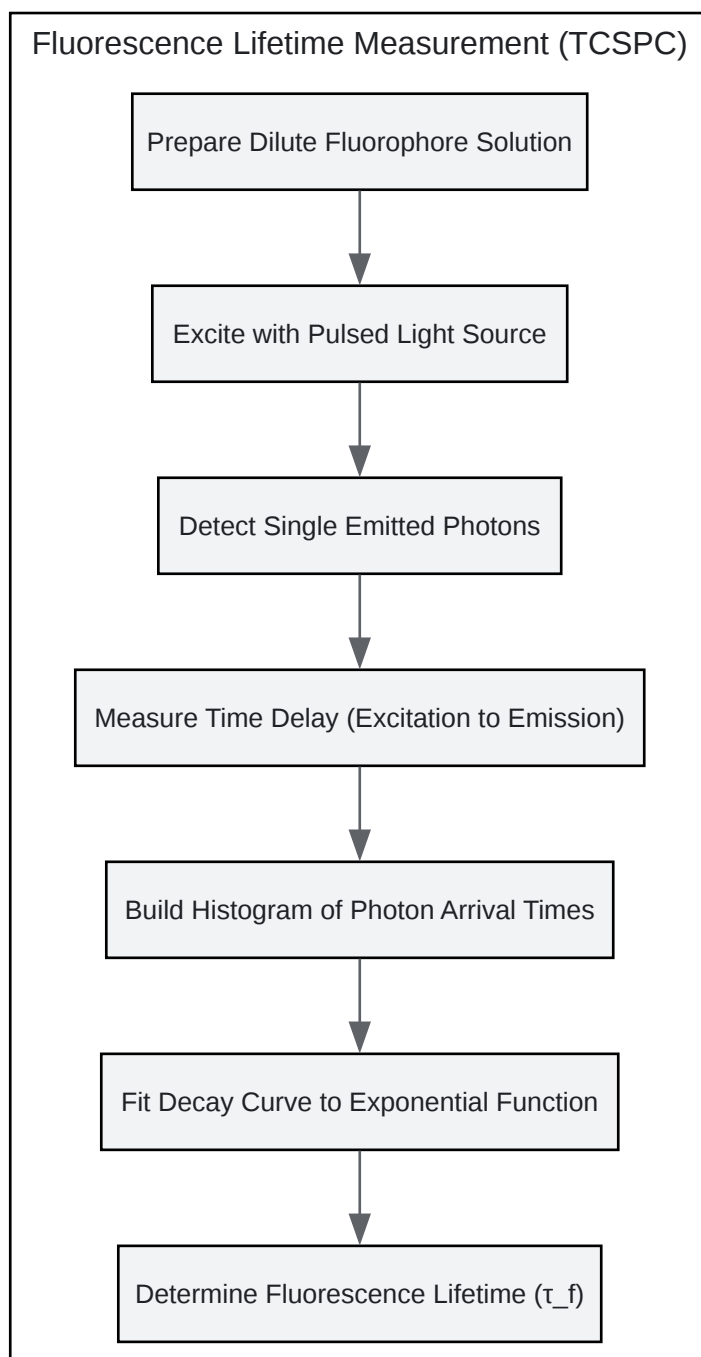 Fluorescence Lifetime Measurement (TCSPC)
Prepare Dilute Fluorophore Solution
Excite with Pulsed Light Source
Detect Single Emitted Photons
Measure Time Delay (Excitation to Emission)
Build Histogram of Photon Arrival Times
Fit Decay Curve to Exponential Function
Determine Fluorescence Lifetime (τ_f)